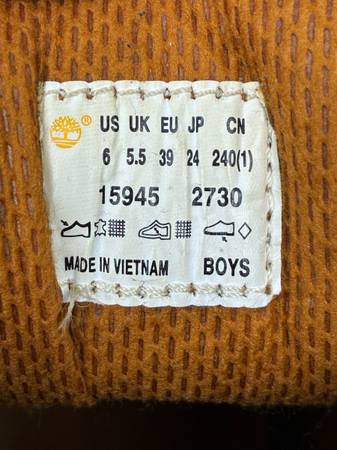 ® US UK EU JP CN
6 5.5 39 24 240(1)
15945 2730
MADE IN VIETNAM BOYS